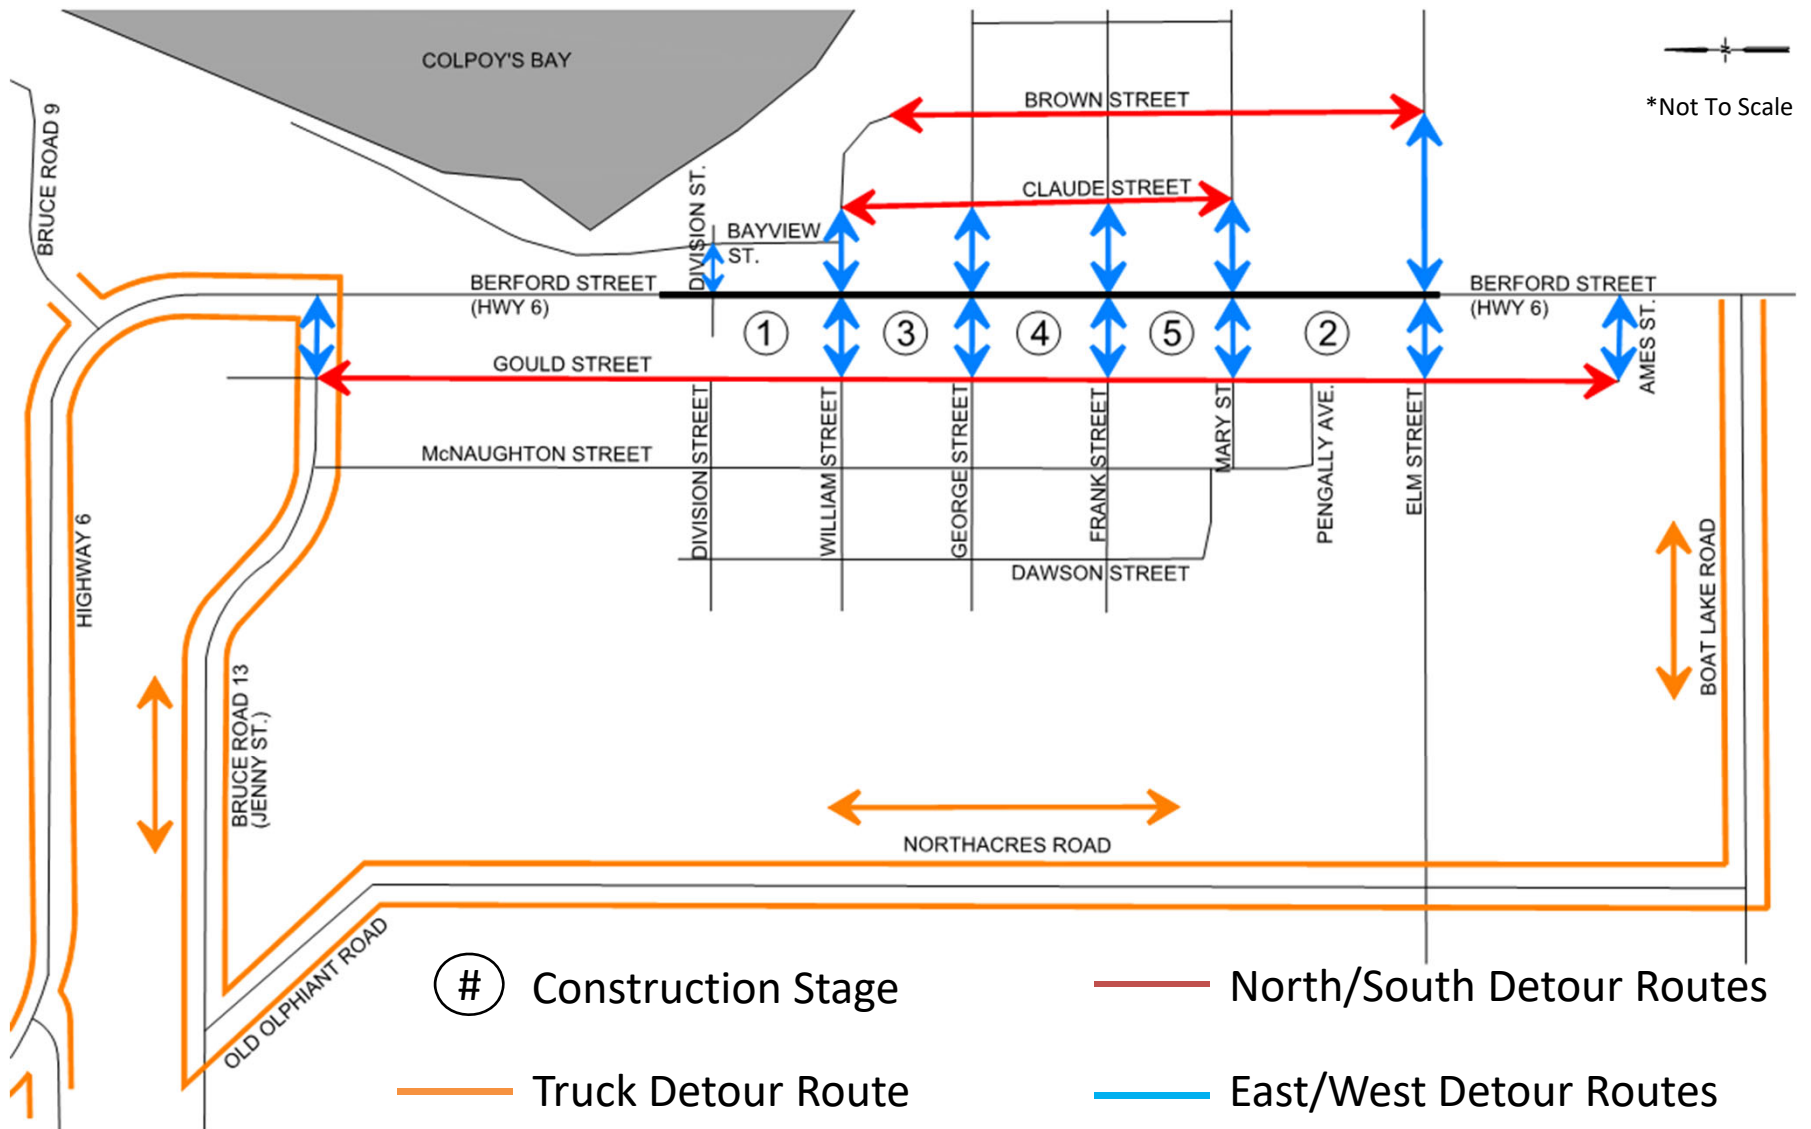 COLPOY'S BAY
N
*Not To Scale
BROWN STREET
BRUCE ROAD 9
CLAUDE STREET
DIVISION ST.
BAYVIEW
ST.
BERFORD STREET
(HWY 6)
BERFORD STREET
(HWY 6)
AMES ST.
1
3
4
5
2
GOULD STREET
DIVISION STREET
WILLIAM STREET
GEORGE STREET
FRANK STREET
MARY ST
PENGALLY AVE.
ELM STREET
McNAUGHTON STREET
DAWSON STREET
HIGHWAY 6
BRUCE ROAD 13
(JENNY ST.)
BOAT LAKE ROAD
NORTHACRES ROAD
OLD OLPHIANT ROAD
# Construction Stage
North/South Detour Routes
Truck Detour Route
East/West Detour Routes